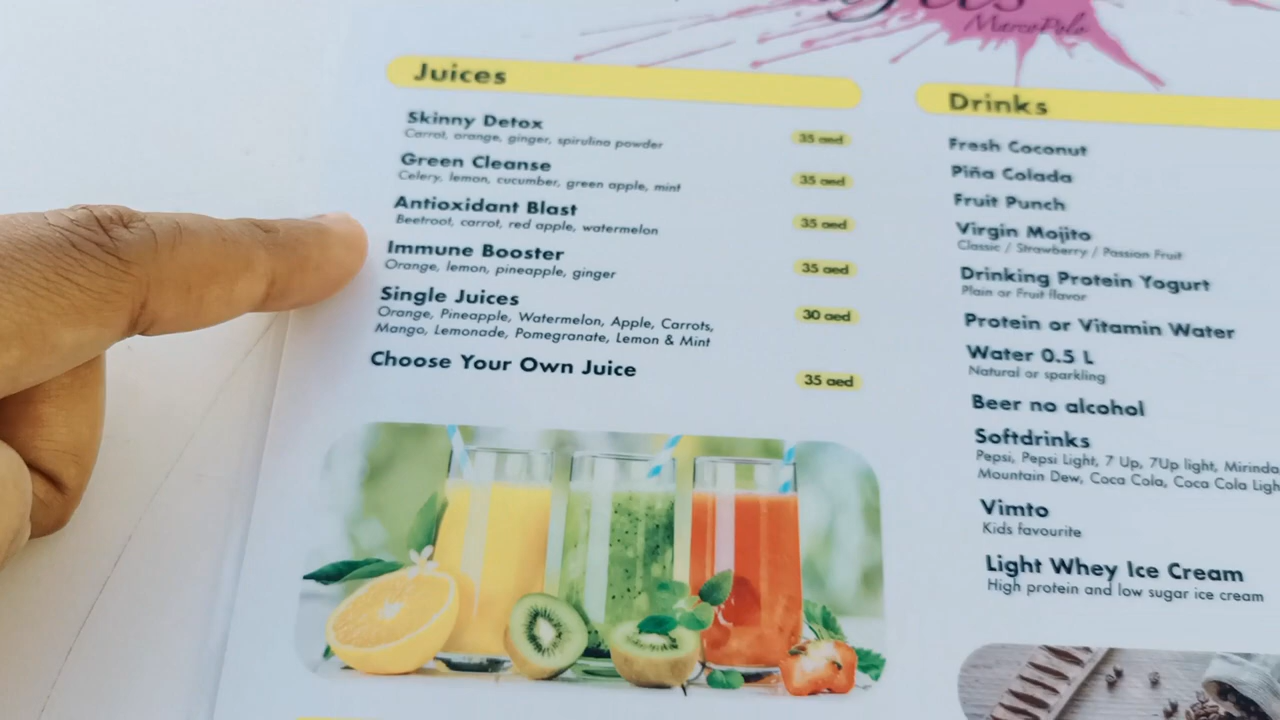 MarcoPolo
Juices
Skinny Detox
Carrot, orange, ginger, spirulina powder
35 aed
Green Cleanse
Celery, lemon, cucumber, green apple, mint
35 aed
Antioxidant Blast
Beetroot, carrot, red apple, watermelon
35 aed
Immune Booster
Orange, lemon, pineapple, ginger
35 aed
Single Juices
Orange, Pineapple, Watermelon, Apple, Carrots,
Mango, Lemonade, Pomegranate, Lemon & Mint
30 aed
Choose Your Own Juice
35 aed
Drinks
Fresh Coconut
Piña Colada
Fruit Punch
Virgin Mojito
Classic / Strawberry / Passion Fruit
Drinking Protein Yogurt
Plain or Fruit flavor
Protein or Vitamin Water
Water 0.5 L
Natural or sparkling
Beer no alcohol
Softdrinks
Pepsi, Pepsi Light, 7 Up, 7Up light, Mirinda
Mountain Dew, Coca Cola, Coca Cola Ligh
Vimto
Kids favourite
Light Whey Ice Cream
High protein and low sugar ice cream